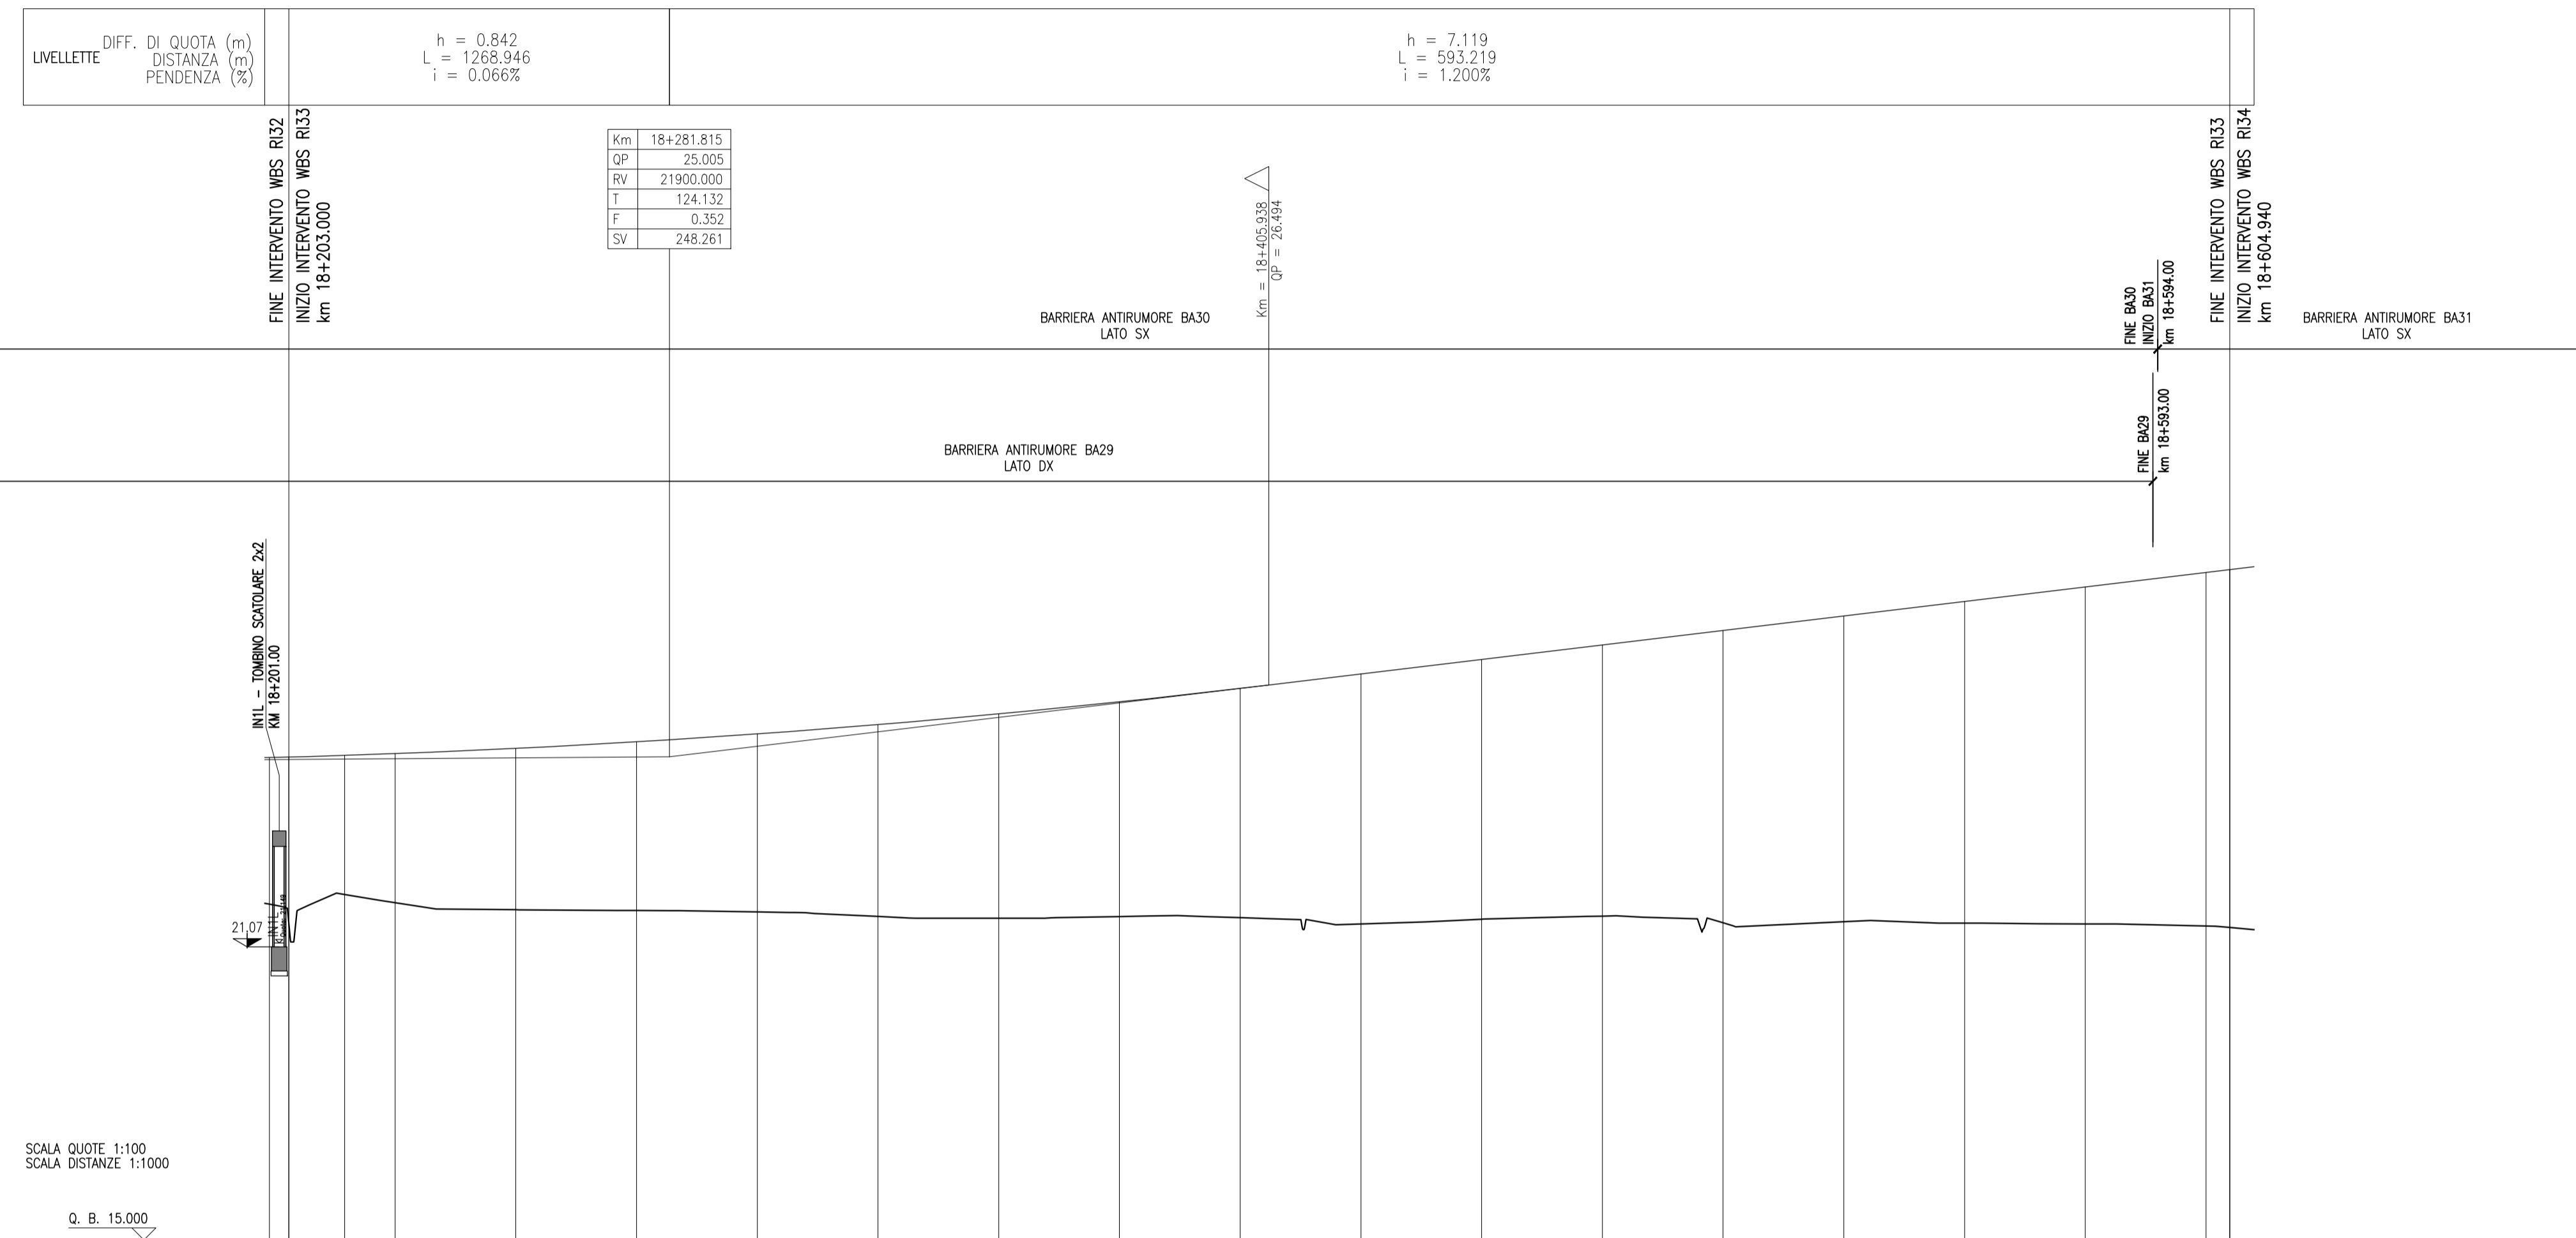 LIVELLETTE
DIFF. DI QUOTA (m)
DISTANZA (m)
PENDENZA (%)
h = 0.842
L = 1268.946
i = 0.066%
h = 7.119
L = 593.219
i = 1.200%
FINE INTERVENTO WBS RI32
INIZIO INTERVENTO WBS RI33
km 18+203.000
Km 18+281.815
QP 25.005
RV 21900.000
T 124.132
F 0.352
SV 248.261
Km = 18+405.938
QP = 26.494
FINE INTERVENTO WBS RI33
INIZIO INTERVENTO WBS RI34
km 18+604.940
BARRIERA ANTIRUMORE BA30
LATO SX
FINE BA30
INIZIO BA31
km 18+594.00
BARRIERA ANTIRUMORE BA31
LATO SX
BARRIERA ANTIRUMORE BA29
LATO DX
FINE BA29
km 18+593.00
IN1L - TOMBINO SCATOLARE 2x2
KM 18+201.00
21.07
IN1L
SCALA QUOTE 1:100
SCALA DISTANZE 1:1000
Q. B. 15.000